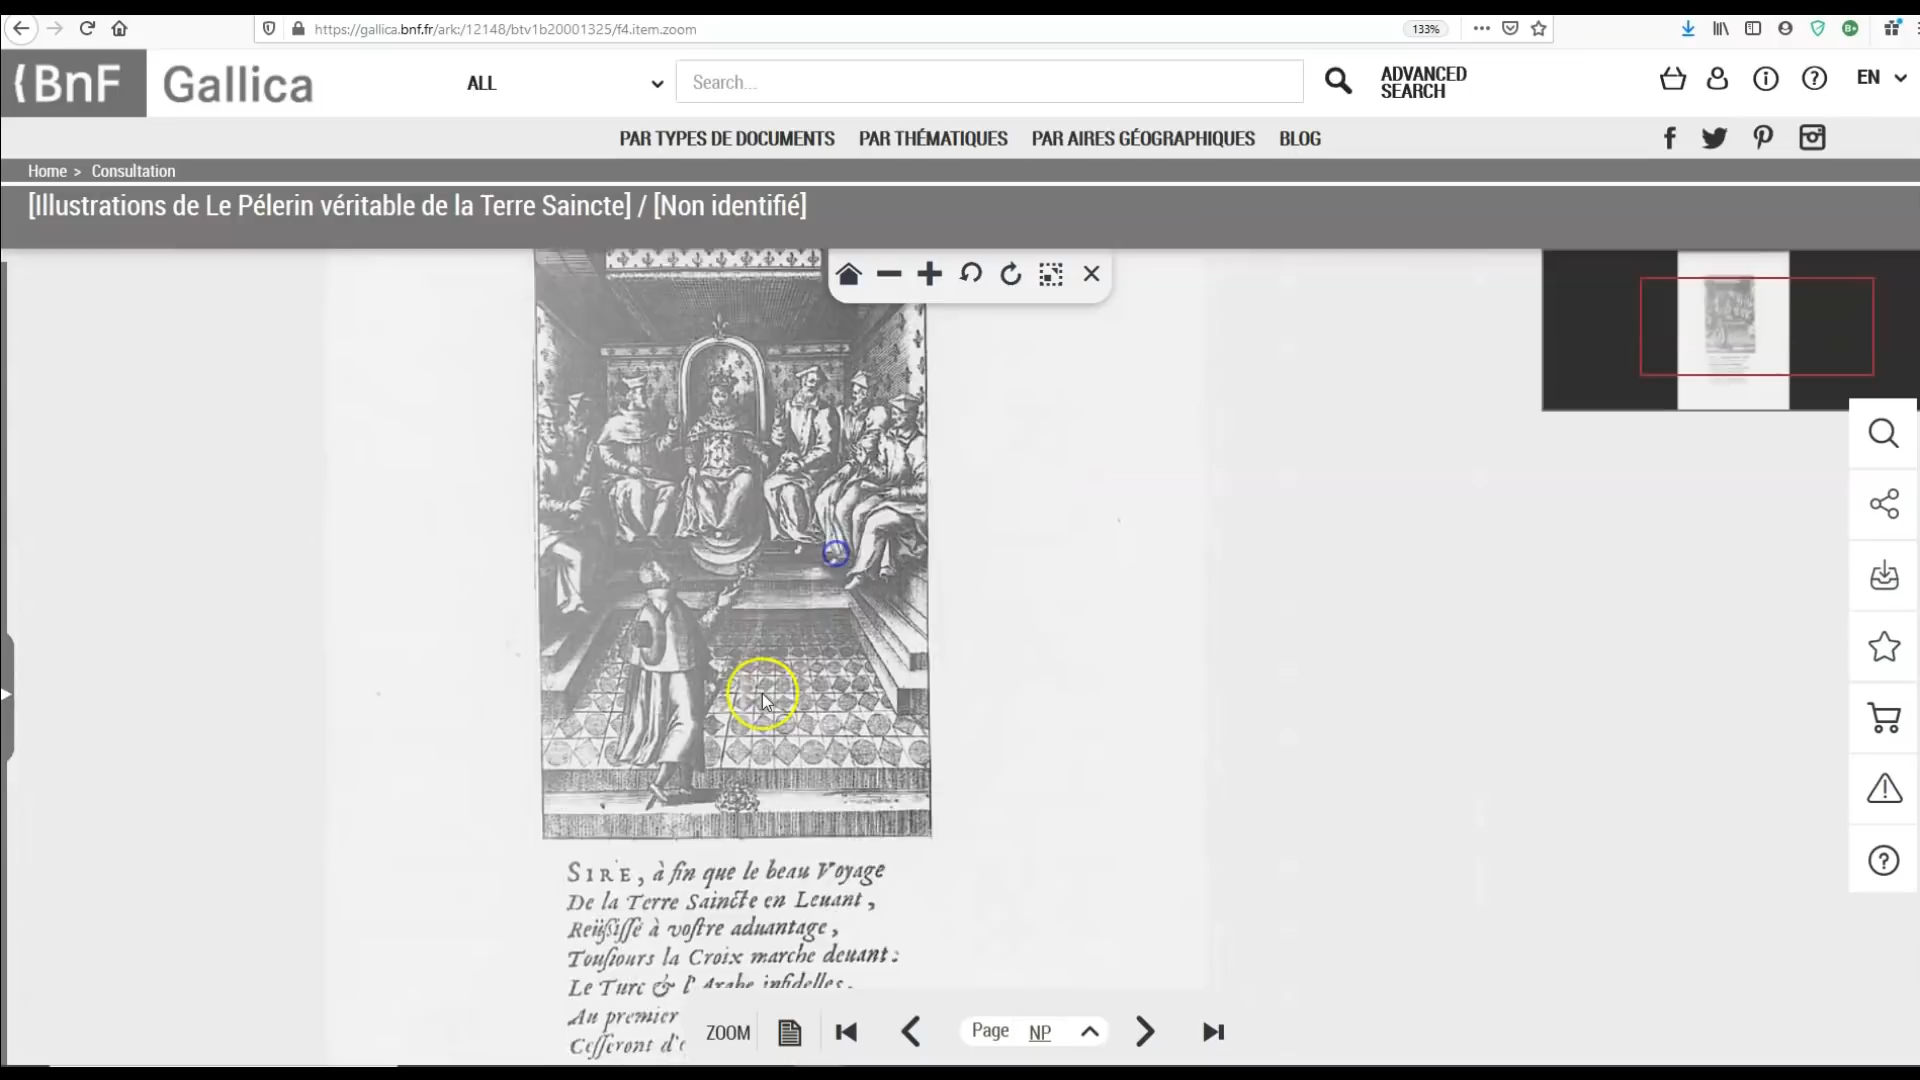 https://gallica.bnf.fr/ark:/12148/btv1b20001325/f4.item.zoom
133%
BnF Gallica
ALL
Search...
ADVANCED
SEARCH
EN
PAR TYPES DE DOCUMENTS PAR THÉMATIQUES PAR AIRES GÉOGRAPHIQUES BLOG
Home > Consultation
[Illustrations de Le Pélerin véritable de la Terre Saincte] / [Non identifié]
SIRE, à fin que le beau Voyage
De la Terre Saincte en Leuant,
Reüſſiſſé à voſtre aduantage,
Touſiours la Croix marche deuant:
Le Turc & l'Arabe infidelles,
Au premier
Ceſſeront d'
ZOOM
Page NP